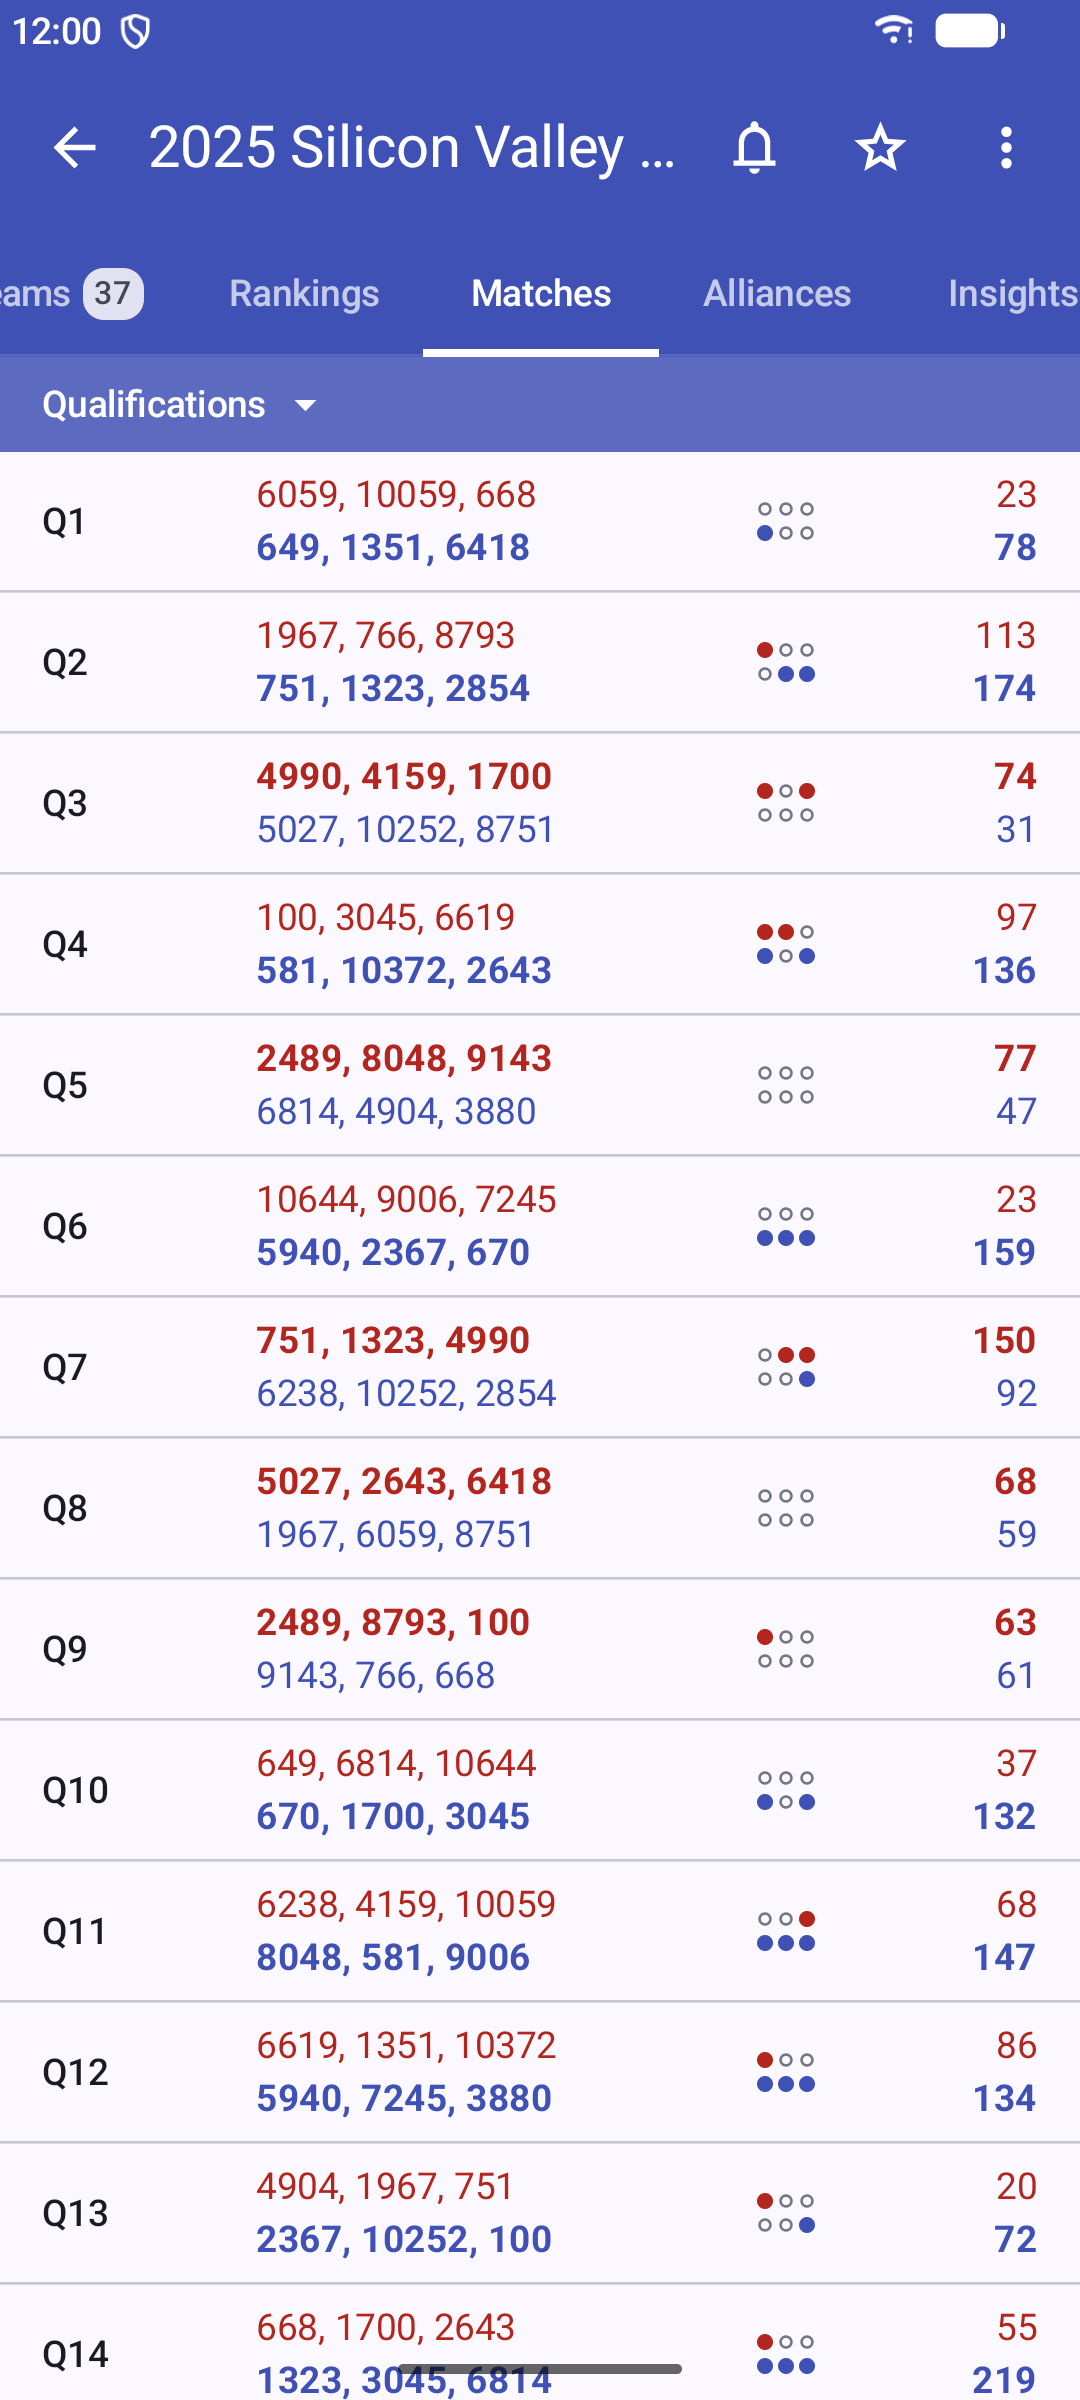 12:00
2025 Silicon Valley ...
eams 37 Rankings Matches Alliances Insights
Qualifications
6059, 10059, 668 23
Q1
649, 1351, 6418 78
1967, 766, 8793 113
Q2
751, 1323, 2854 174
4990, 4159, 1700 74
Q3
5027, 10252, 8751 31
100, 3045, 6619 97
Q4
581, 10372, 2643 136
2489, 8048, 9143 77
Q5
6814, 4904, 3880 47
10644, 9006, 7245 23
Q6
5940, 2367, 670 159
751, 1323, 4990 150
Q7
6238, 10252, 2854 92
5027, 2643, 6418 68
Q8
1967, 6059, 8751 59
2489, 8793, 100 63
Q9
9143, 766, 668 61
649, 6814, 10644 37
Q10
670, 1700, 3045 132
6238, 4159, 10059 68
Q11
8048, 581, 9006 147
6619, 1351, 10372 86
Q12
5940, 7245, 3880 134
4904, 1967, 751 20
Q13
2367, 10252, 100 72
668, 1700, 2643 55
Q14
1323, 3045, 6814 219